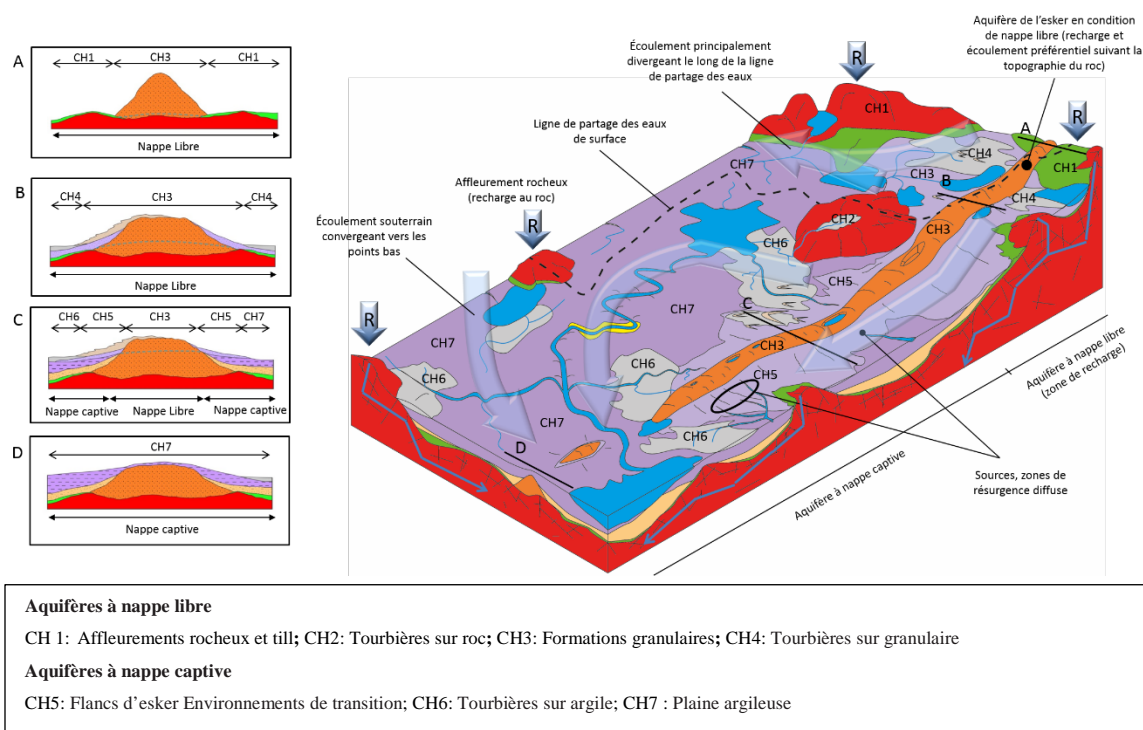 A
CH1 CH3 CH1
Nappe Libre
B
CH4 CH3 CH4
Nappe Libre
C
CH6 CH5 CH3 CH5 CH7
Nappe captive Nappe Libre Nappe captive
D
CH7
Nappe captive
Écoulement principalement
divergeant le long de la ligne
de partage des eaux
Aquifère de l'esker en condition
de nappe libre (recharge et
écoulement préférentiel suivant la
topographie du roc)
Ligne de partage des eaux
de surface
Affleurement rocheux
(recharge au roc)
Écoulement souterrain
convergeant vers les
points bas
R
R
R
R
CH1
A
CH4
CH1
CH7
CH3
B
CH4
CH2
CH3
CH6
CH5
C
CH7
CH7
CH3
CH6
CH6
CH5
CH6
D
Aquifère à nappe libre
(zone de recharge)
Aquifère à nappe captive
Sources, zones de
résurgence diffuse
Aquifères à nappe libre
CH 1: Affleurements rocheux et till; CH2: Tourbières sur roc; CH3: Formations granulaires; CH4: Tourbières sur granulaire
Aquifères à nappe captive
CH5: Flancs d'esker Environnements de transition; CH6: Tourbières sur argile; CH7 : Plaine argileuse